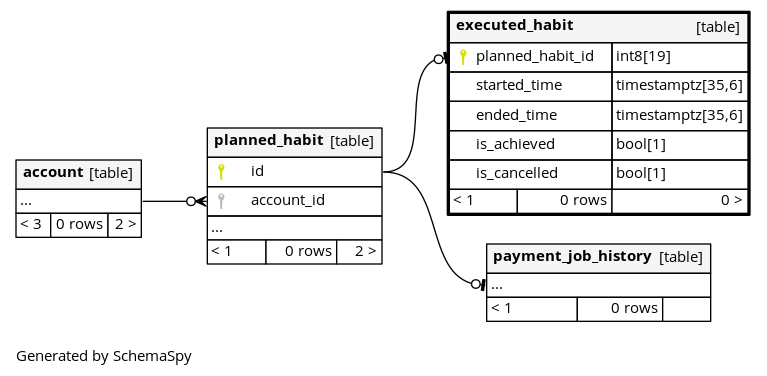 executed_habit [table]
planned_habit_id int8[19]
started_time timestamptz[35,6]
ended_time timestamptz[35,6]
is_achieved bool[1]
is_cancelled bool[1]
< 1 0 rows 0 >
planned_habit [table]
id
account_id
...
< 1 0 rows 2 >
account [table]
...
< 3 0 rows 2 >
payment_job_history [table]
...
< 1 0 rows
Generated by SchemaSpy